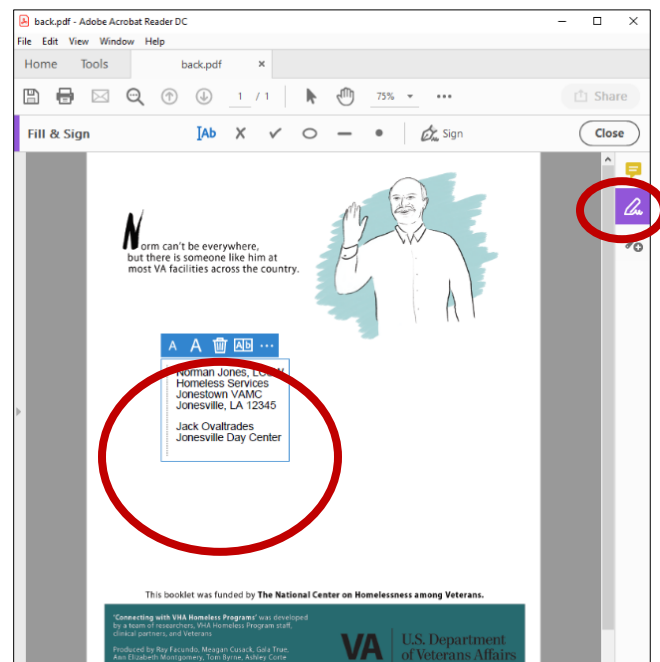 back.pdf - Adobe Acrobat Reader DC
File Edit View Window Help
Home Tools back.pdf ×
1 / 1 75% Share
Fill & Sign IAb X Sign Close
Norm can't be everywhere,
but there is someone like him at
most VA facilities across the country.
A A Ab
Norman Jones,
Homeless Services
Jonestown VAMC
Jonesville, LA 12345
Jack Ovaltrades
Jonesville Day Center
This booklet was funded by The National Center on Homelessness among Veterans.
"Connecting with VHA Homeless Programs" was developed
by a team of researchers, VHA Homeless Program staff,
clinical partners, and Veterans
Produced by Ray Facundo, Meagan Cusack, Gala True,
Ann Elizabeth Montgomery, Tom Byrne, Ashley Corte
VA U.S. Department
of Veterans Affairs